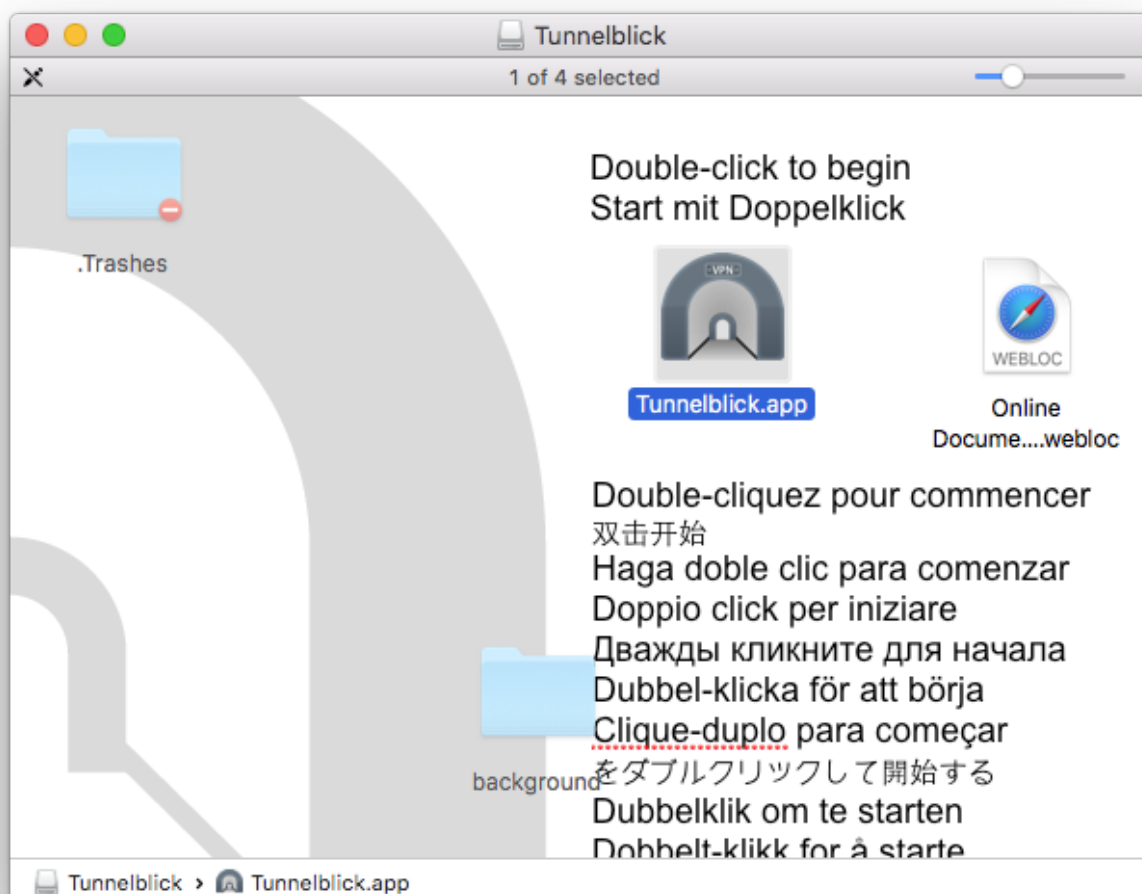 Tunnelblick
1 of 4 selected
.Trashes
Double-click to begin
Start mit Doppelklick
VPN
Tunnelblick.app
WEBLOC
Online
Docume....webloc
Double-cliquez pour commencer
双击开始
Haga doble clic para comenzar
Doppio click per iniziare
Дважды кликните для начала
Dubbel-klicka för att börja
Clique-duplo para começar
をダブルクリックして開始する
background
Dubbelklik om te starten
Dobbelt-klikk for å starte
Tunnelblick › Tunnelblick.app